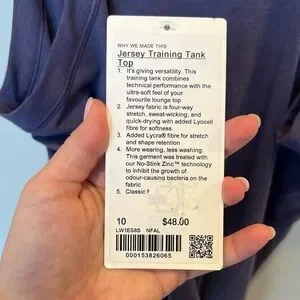 WHY WE MADE THIS
Jersey Training Tank
Top
1. It's giving versatility. This
training tank combines
technical performance with the
ultra-soft feel of your
favourite lounge top
2. Jersey fabric is four-way
stretch, sweat-wicking, and
quick-drying with added Lyocell
fibre for softness
3. Added Lycra® fibre for stretch
and shape retention
4. More wearing, less washing.
This garment was treated with
our No-Stink Zinc™ technology
to inhibit the growth of
odour-causing bacteria on the
fabric
5. Classic f
10 $48.00
LW1ES8S NFAL
000153826065